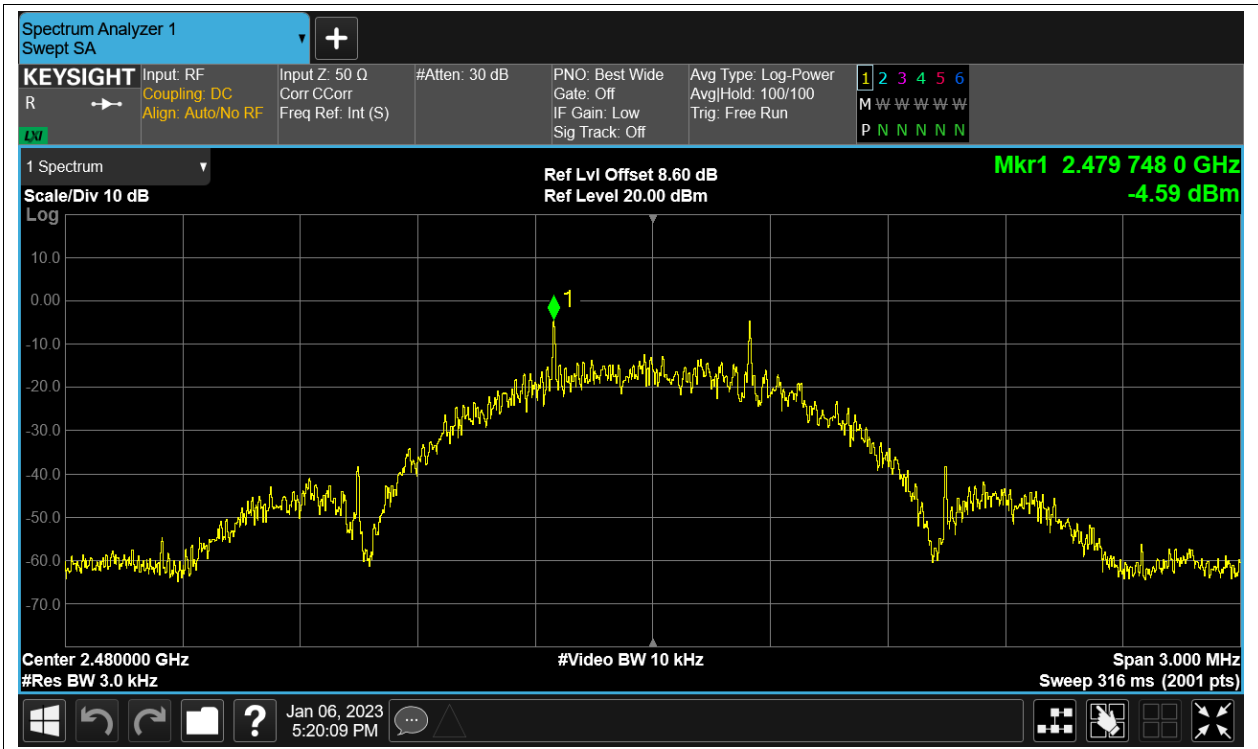 Spectrum Analyzer 1
Swept SA
+
KEYSIGHT
R
LXI
Input: RF
Coupling: DC
Align: Auto/No RF
Input Z: 50 Ω
Corr CCorr
Freq Ref: Int (S)
#Atten: 30 dB
PNO: Best Wide
Gate: Off
IF Gain: Low
Sig Track: Off
Avg Type: Log-Power
Avg|Hold: 100/100
Trig: Free Run
1 2 3 4 5 6
M W W W W W W
P N N N N N N
1 Spectrum
Scale/Div 10 dB
Log
Ref Lvl Offset 8.60 dB
Ref Level 20.00 dBm
Mkr1 2.479 748 0 GHz
-4.59 dBm
10.0
0.00
-10.0
-20.0
-30.0
-40.0
-50.0
-60.0
-70.0
1
Center 2.480000 GHz
#Res BW 3.0 kHz
#Video BW 10 kHz
Span 3.000 MHz
Sweep 316 ms (2001 pts)
?
Jan 06, 2023
5:20:09 PM